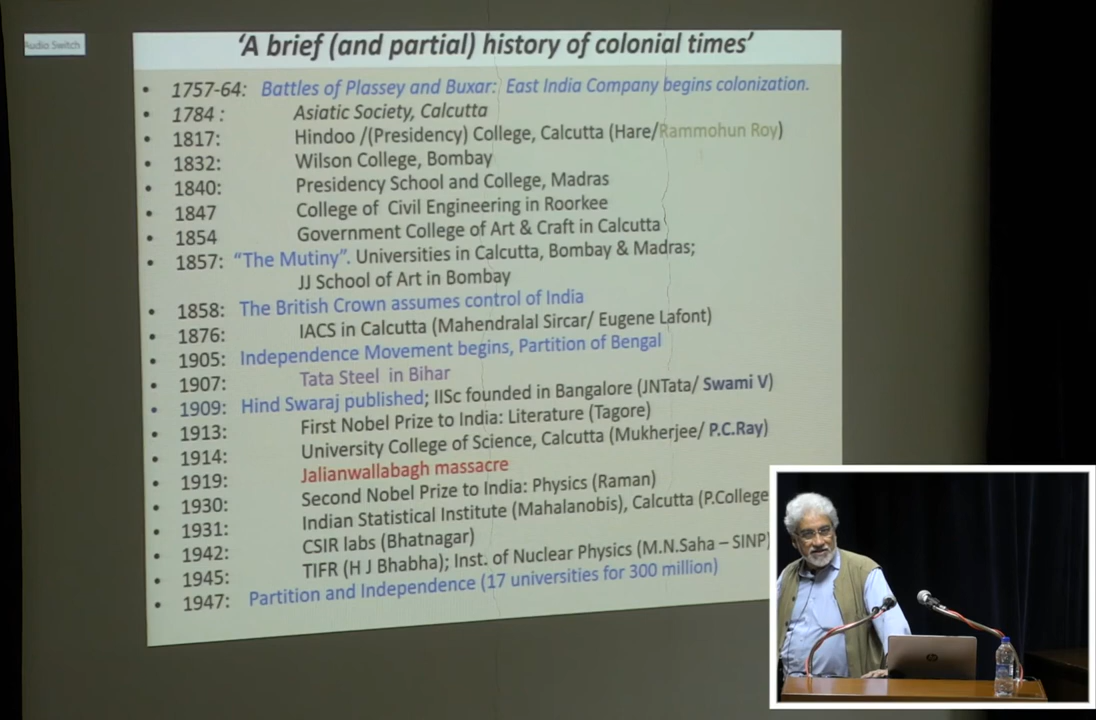 Audio Switch
'A brief (and partial) history of colonial times'
• 1757-64: Battles of Plassey and Buxar: East India Company begins colonization.
• 1784 : Asiatic Society, Calcutta
• 1817: Hindoo /(Presidency) College, Calcutta (Hare/Rammohun Roy)
• 1832: Wilson College, Bombay
• 1840: Presidency School and College, Madras
• 1847 College of Civil Engineering in Roorkee
• 1854 Government College of Art & Craft in Calcutta
• 1857: "The Mutiny". Universities in Calcutta, Bombay & Madras;
JJ School of Art in Bombay
• 1858: The British Crown assumes control of India
• 1876: IACS in Calcutta (Mahendralal Sircar/ Eugene Lafont)
• 1905: Independence Movement begins, Partition of Bengal
• 1907: Tata Steel in Bihar
• 1909: Hind Swaraj published; IISc founded in Bangalore (JNTata/ Swami V)
• 1913: First Nobel Prize to India: Literature (Tagore)
• 1914: University College of Science, Calcutta (Mukherjee/ P.C.Ray)
• 1919: Jalianwallabagh massacre
• 1930: Second Nobel Prize to India: Physics (Raman)
• 1931: Indian Statistical Institute (Mahalanobis), Calcutta (P.College
• 1942: CSIR labs (Bhatnagar)
• 1945: TIFR (H J Bhabha); Inst. of Nuclear Physics (M.N.Saha – SINP)
• 1947: Partition and Independence (17 universities for 300 million)
hp